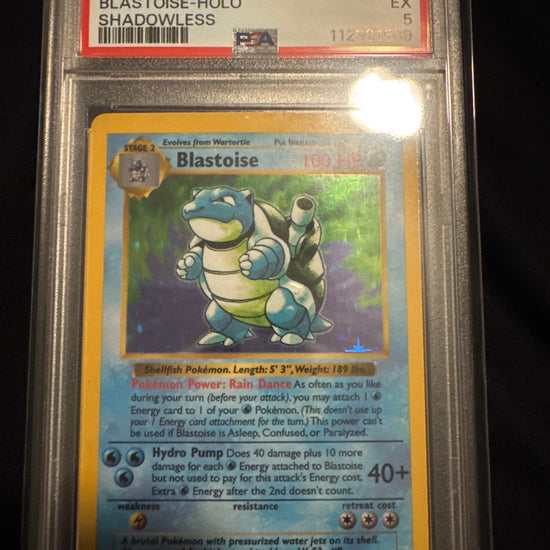 BLASTOISE-HOLO EX
SHADOWLESS 5
PSA
Evolves from Wartortle Put
STAGE 2
Blastoise 100 HP
Shellfish Pokémon. Length: 5' 3", Weight: 189 lbs.
Pokémon Power: Rain Dance As often as you like
during your turn (before your attack), you may attach 1
Energy card to 1 of your Pokémon. (This doesn't use up
your 1 Energy card attachment for the turn.) This power can't
be used if Blastoise is Asleep, Confused, or Paralyzed.
Hydro Pump Does 40 damage plus 10 more
damage for each Energy attached to Blastoise
but not used to pay for this attack's Energy cost.
Extra Energy after the 2nd doesn't count.
40+
weakness resistance retreat cost
A brutal Pokémon with pressurized water jets on its shell.